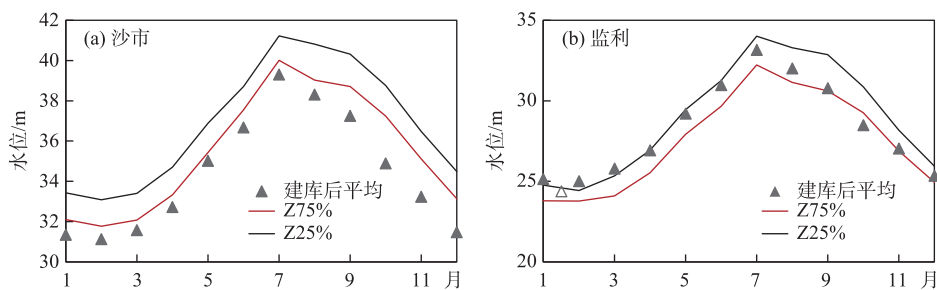 (a) 沙市
水位/m
42
40
38
36
34
32
30
建库后平均
Z75%
Z25%
1 3 5 7 9 11 月
(b) 监利
水位/m
35
30
25
20
建库后平均
Z75%
Z25%
1 3 5 7 9 11 月